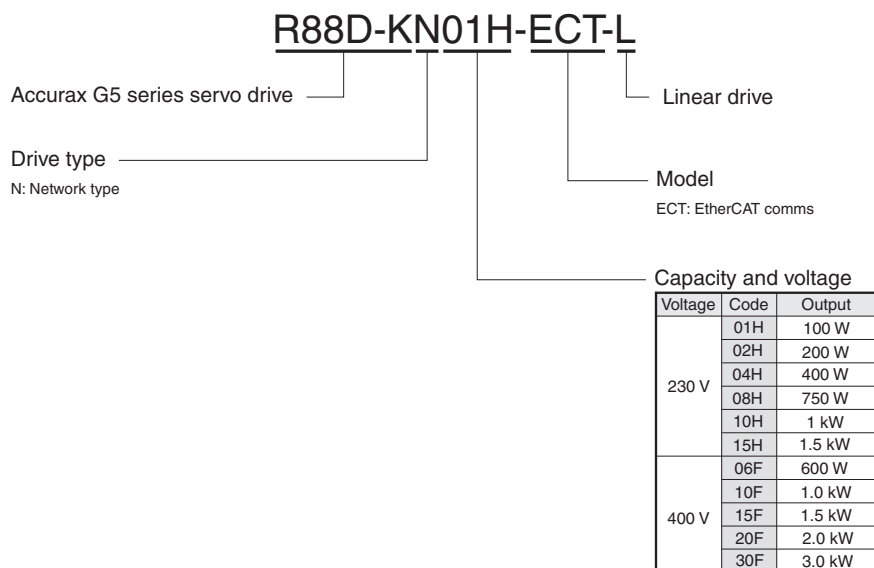 R88D-KN01H-ECT-L
Accurax G5 series servo drive
Linear drive
Drive type
N: Network type
Model
ECT: EtherCAT comms
Capacity and voltage
Voltage Code Output
230 V
01H 100 W
02H 200 W
04H 400 W
08H 750 W
10H 1 kW
15H 1.5 kW
400 V
06F 600 W
10F 1.0 kW
15F 1.5 kW
20F 2.0 kW
30F 3.0 kW